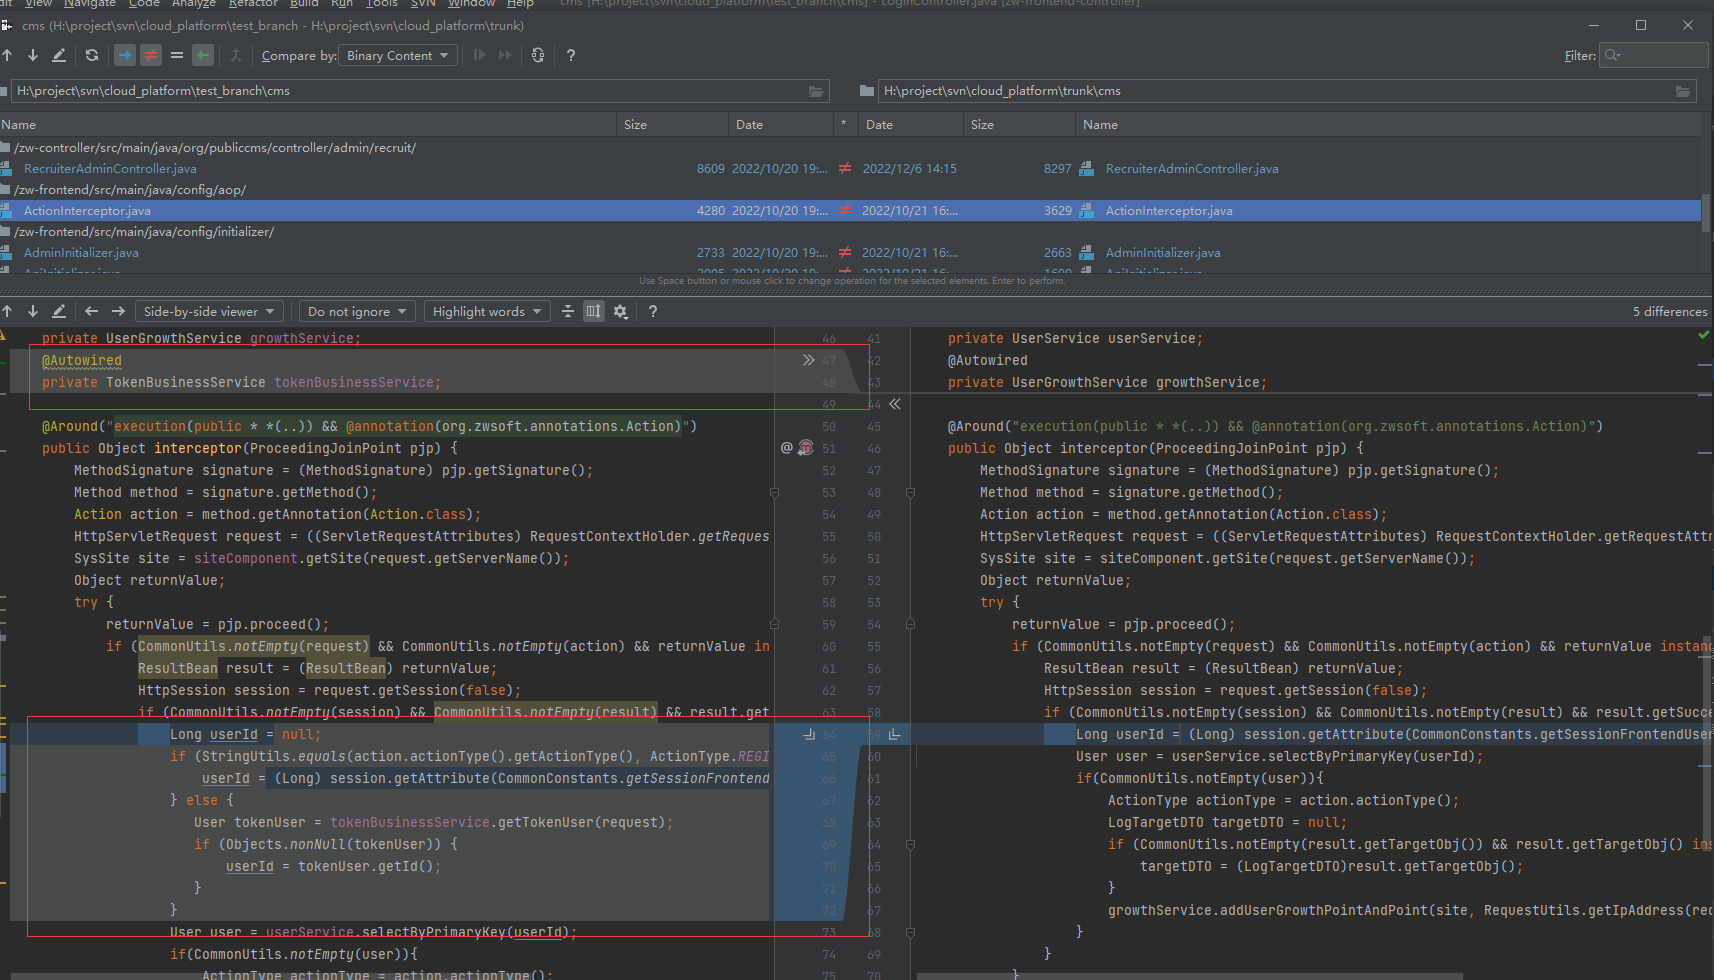 dit View Navigate Code Analyze Refactor Build Run Tools SVN Window Help cms [H:\project\svn\cloud_platform\test_branch\cms] - LoginController.java [zw-frontend-controller]
cms (H:\project\svn\cloud_platform\test_branch - H:\project\svn\cloud_platform\trunk)
Compare by: Binary Content ? Filter:
H:\project\svn\cloud_platform\test_branch\cms H:\project\svn\cloud_platform\trunk\cms
Name Size Date * Date Size Name
/zw-controller/src/main/java/org/publiccms/controller/admin/recruit/
RecruiterAdminController.java 8609 2022/10/20 19:... ≠ 2022/12/6 14:15 8297 RecruiterAdminController.java
/zw-frontend/src/main/java/config/aop/
ActionInterceptor.java 4280 2022/10/20 19:... ≠ 2022/10/21 16:... 3629 ActionInterceptor.java
/zw-frontend/src/main/java/config/initializer/
AdminInitializer.java 2733 2022/10/20 19:... ≠ 2022/10/21 16:... 2663 AdminInitializer.java
ApiInitializer.java 2022/10/20 19:... ≠ 2022/10/21 16:... ApiInitializer.java
Use Space button or mouse click to change operation for the selected elements. Enter to perform.
Side-by-side viewer Do not ignore Highlight words ? 5 differences
private UserGrowthService growthService; 46 41 private UserService userService;
@Autowired 47 42 @Autowired
private TokenBusinessService tokenBusinessService; 48 43 private UserGrowthService growthService;
49 44
@Around("execution(public * *(..)) && @annotation(org.zwsoft.annotations.Action)") 50 45 @Around("execution(public * *(..)) && @annotation(org.zwsoft.annotations.Action)")
public Object interceptor(ProceedingJoinPoint pjp) { @ 51 46 public Object interceptor(ProceedingJoinPoint pjp) {
MethodSignature signature = (MethodSignature) pjp.getSignature(); 52 47 MethodSignature signature = (MethodSignature) pjp.getSignature();
Method method = signature.getMethod(); 53 48 Method method = signature.getMethod();
Action action = method.getAnnotation(Action.class); 54 49 Action action = method.getAnnotation(Action.class);
HttpServletRequest request = ((ServletRequestAttributes) RequestContextHolder.getReques 55 50 HttpServletRequest request = ((ServletRequestAttributes) RequestContextHolder.getRequestAttr
SysSite site = siteComponent.getSite(request.getServerName()); 56 51 SysSite site = siteComponent.getSite(request.getServerName());
Object returnValue; 57 52 Object returnValue;
try { 58 53 try {
returnValue = pjp.proceed(); 59 54 returnValue = pjp.proceed();
if (CommonUtils.notEmpty(request) && CommonUtils.notEmpty(action) && returnValue in 60 55 if (CommonUtils.notEmpty(request) && CommonUtils.notEmpty(action) && returnValue instanc
ResultBean result = (ResultBean) returnValue; 61 56 ResultBean result = (ResultBean) returnValue;
HttpSession session = request.getSession(false); 62 57 HttpSession session = request.getSession(false);
if (CommonUtils.notEmpty(session) && CommonUtils.notEmpty(result) && result.get 63 58 if (CommonUtils.notEmpty(session) && CommonUtils.notEmpty(result) && result.getSucce
Long userId = null; 64 59 Long userId = (Long) session.getAttribute(CommonConstants.getSessionFrontendUser
if (StringUtils.equals(action.actionType().getActionType(), ActionType.REGI 65 60 User user = userService.selectByPrimaryKey(userId);
userId = (Long) session.getAttribute(CommonConstants.getSessionFrontend 66 61 if(CommonUtils.notEmpty(user)){
} else { 67 62 ActionType actionType = action.actionType();
User tokenUser = tokenBusinessService.getTokenUser(request); 68 63 LogTargetDTO targetDTO = null;
if (Objects.nonNull(tokenUser)) { 69 64 if (CommonUtils.notEmpty(result.getTargetObj()) && result.getTargetObj() ins
userId = tokenUser.getId(); 70 65 targetDTO = (LogTargetDTO)result.getTargetObj();
} 71 66 }
} 72 67 growthService.addUserGrowthPointAndPoint(site, RequestUtils.getIpAddress(req
User user = userService.selectByPrimaryKey(userId); 73 68 }
if(CommonUtils.notEmpty(user)){ 74 69 }
ActionType actionType = action.actionType(); 75 70 }